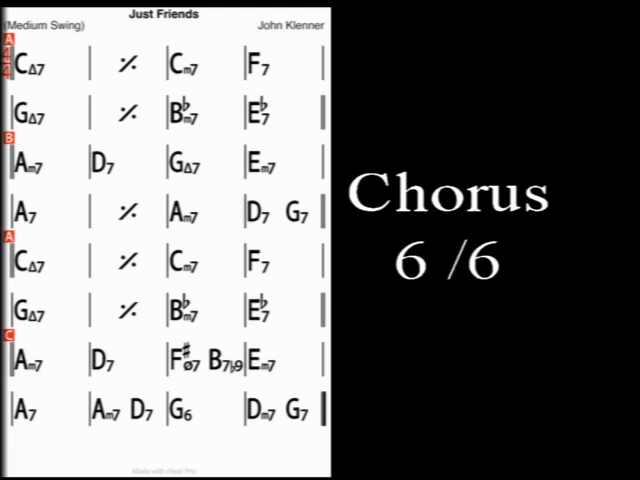 Just Friends
(Medium Swing) John Klenner
A
4/4 CΔ7 | 𝄎 | Cm7 | F7 |
GΔ7 | 𝄎 | B♭m7 | E♭7 |
B
Am7 | D7 | GΔ7 | Em7 |
A7 | 𝄎 | Am7 | D7 G7 |
A
CΔ7 | 𝄎 | Cm7 | F7 |
GΔ7 | 𝄎 | B♭m7 | E♭7 |
C
Am7 | D7 | F♯ø7 B7♭9 | Em7 |
A7 | Am7 D7 | G6 | Dm7 G7 |
Made with iReal Pro
Chorus
6 /6